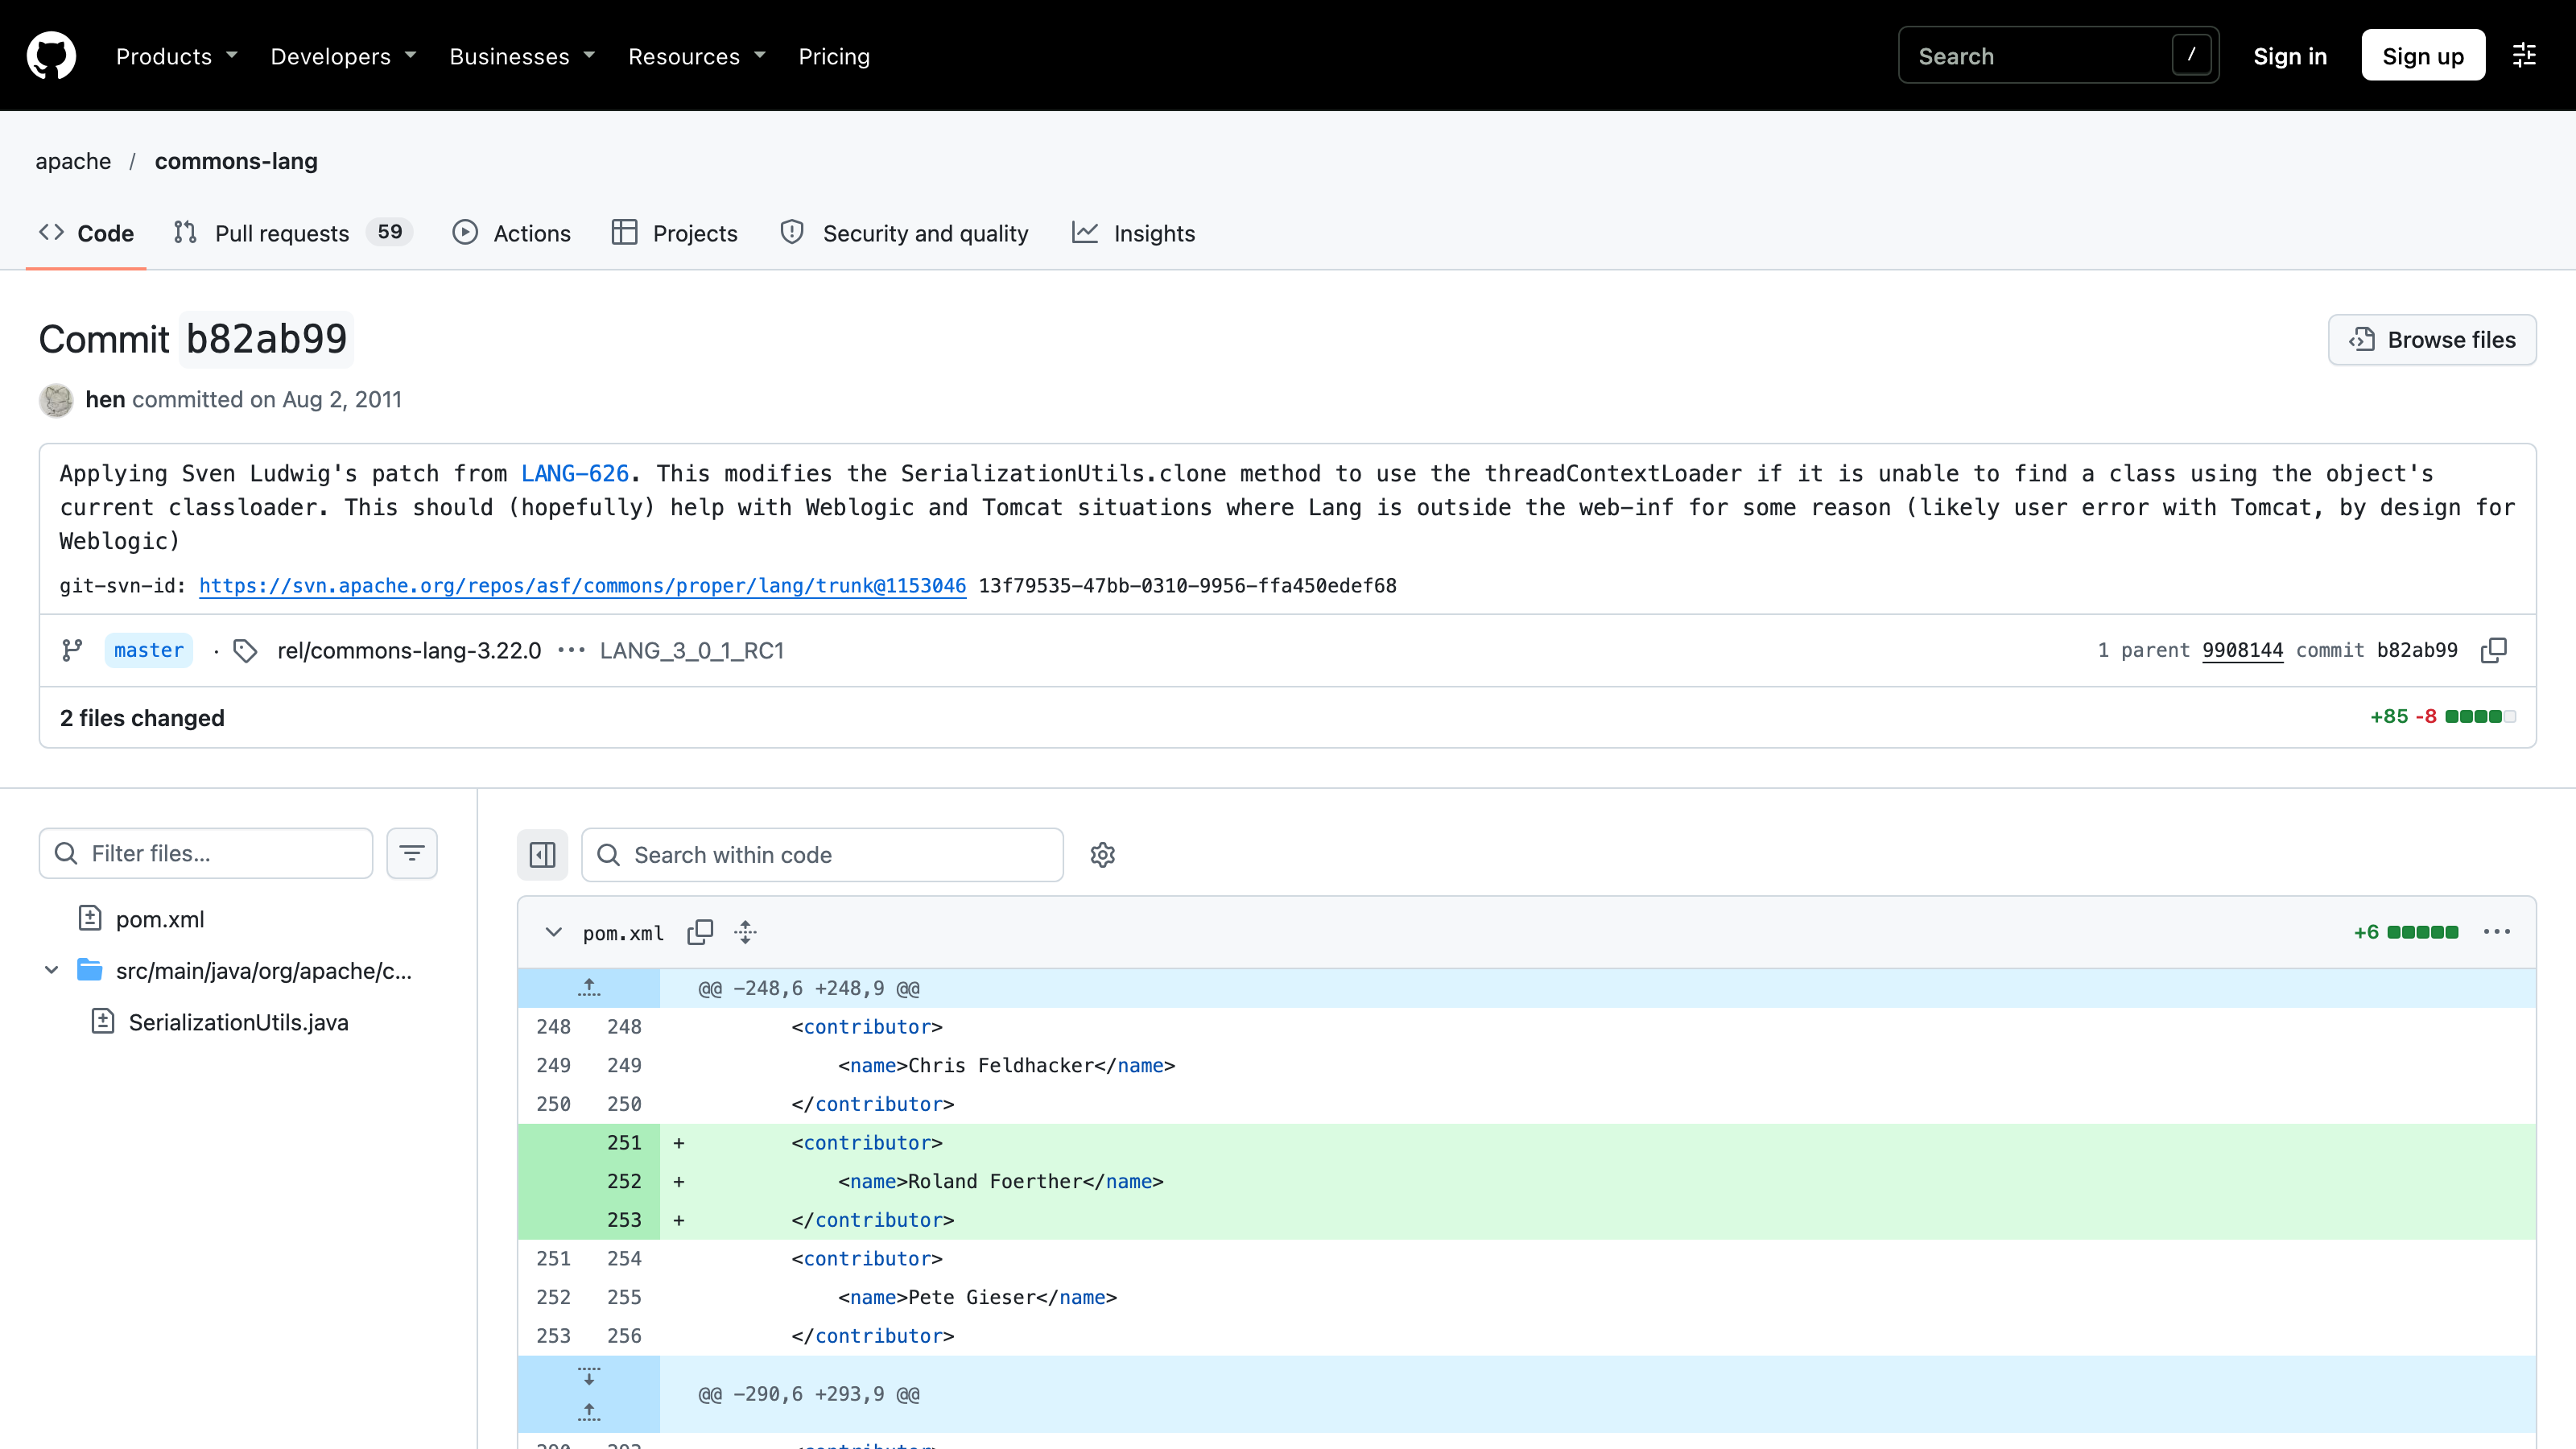 Products Developers Businesses Resources Pricing Search / Sign in Sign up
apache / commons-lang
Code Pull requests 59 Actions Projects Security and quality Insights
Commit b82ab99 Browse files
hen committed on Aug 2, 2011
Applying Sven Ludwig's patch from LANG-626. This modifies the SerializationUtils.clone method to use the threadContextLoader if it is unable to find a class using the object's
current classloader. This should (hopefully) help with Weblogic and Tomcat situations where Lang is outside the web-inf for some reason (likely user error with Tomcat, by design for
Weblogic)
git-svn-id: https://svn.apache.org/repos/asf/commons/proper/lang/trunk@1153046 13f79535-47bb-0310-9956-ffa450edef68
master · rel/commons-lang-3.22.0 ··· LANG_3_0_1_RC1 1 parent 9908144 commit b82ab99
2 files changed +85 -8
Filter files...
pom.xml
src/main/java/org/apache/c...
SerializationUtils.java
Search within code
pom.xml +6
@@ -248,6 +248,9 @@
248 248 <contributor>
249 249 <name>Chris Feldhacker</name>
250 250 </contributor>
251 + <contributor>
252 + <name>Roland Foerther</name>
253 + </contributor>
251 254 <contributor>
252 255 <name>Pete Gieser</name>
253 256 </contributor>
@@ -290,6 +293,9 @@
290 293 <contributor>